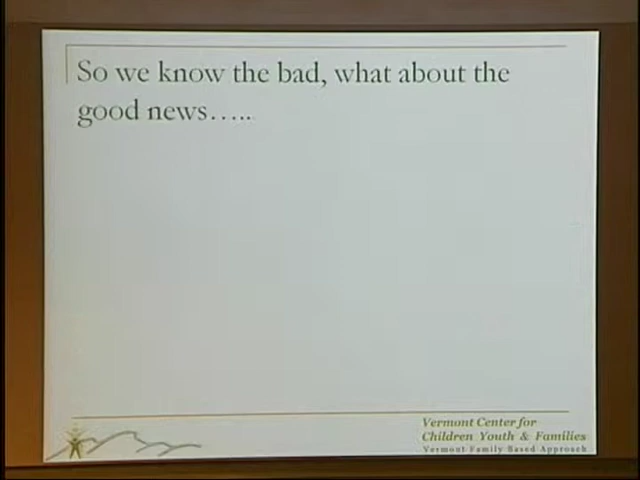 So we know the bad, what about the
good news…..
Vermont Center for
Children Youth & Families
Vermont Family Based Approach